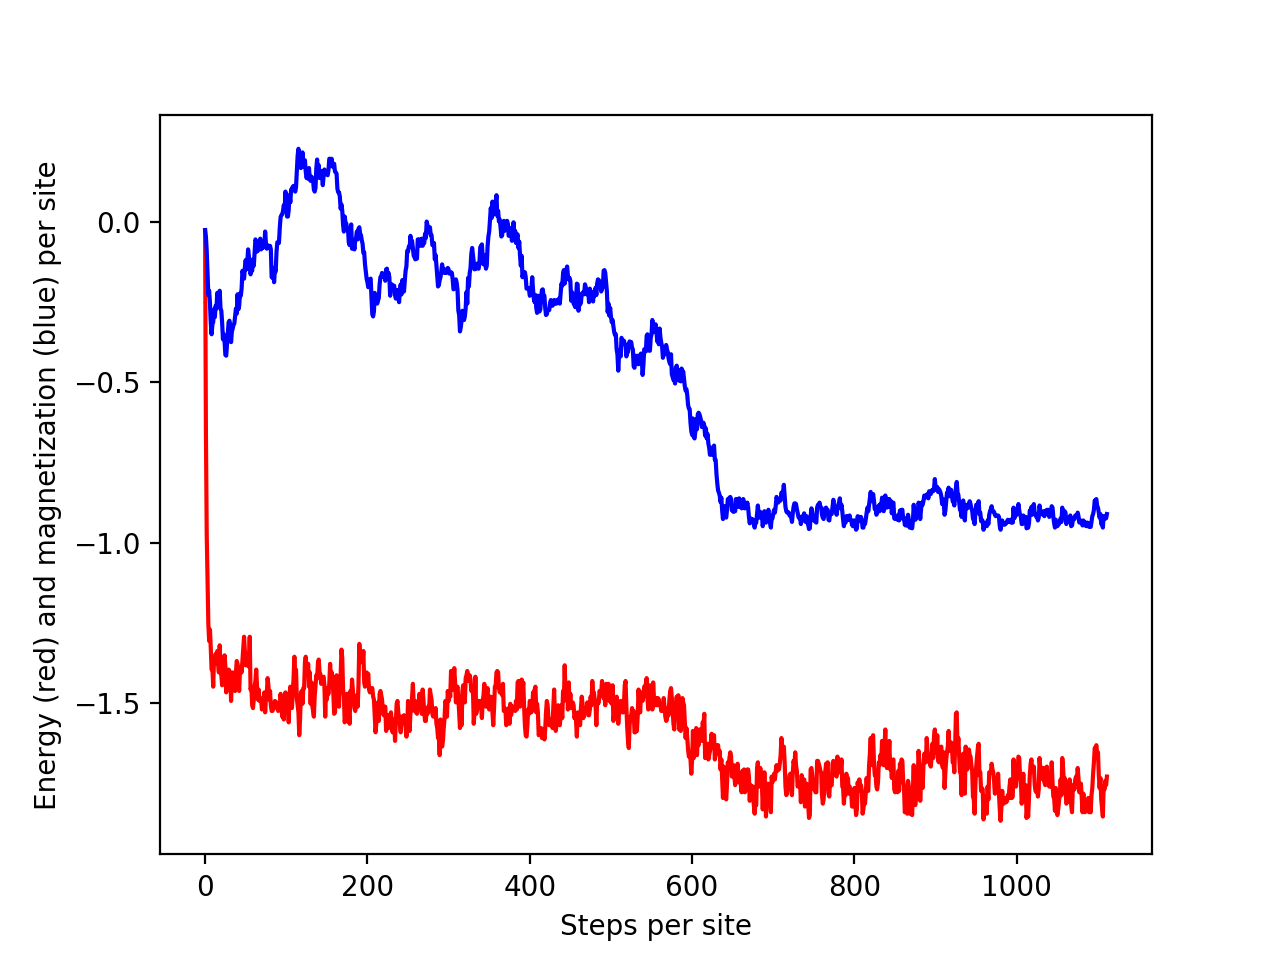 Energy (red) and magnetization (blue) per site
0.0
−0.5
−1.0
−1.5
0 200 400 600 800 1000
Steps per site